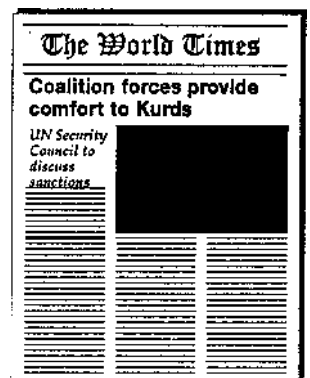 The World Times
Coalition forces provide
comfort to Kurds
UN Security
Council to
discuss
sanctions